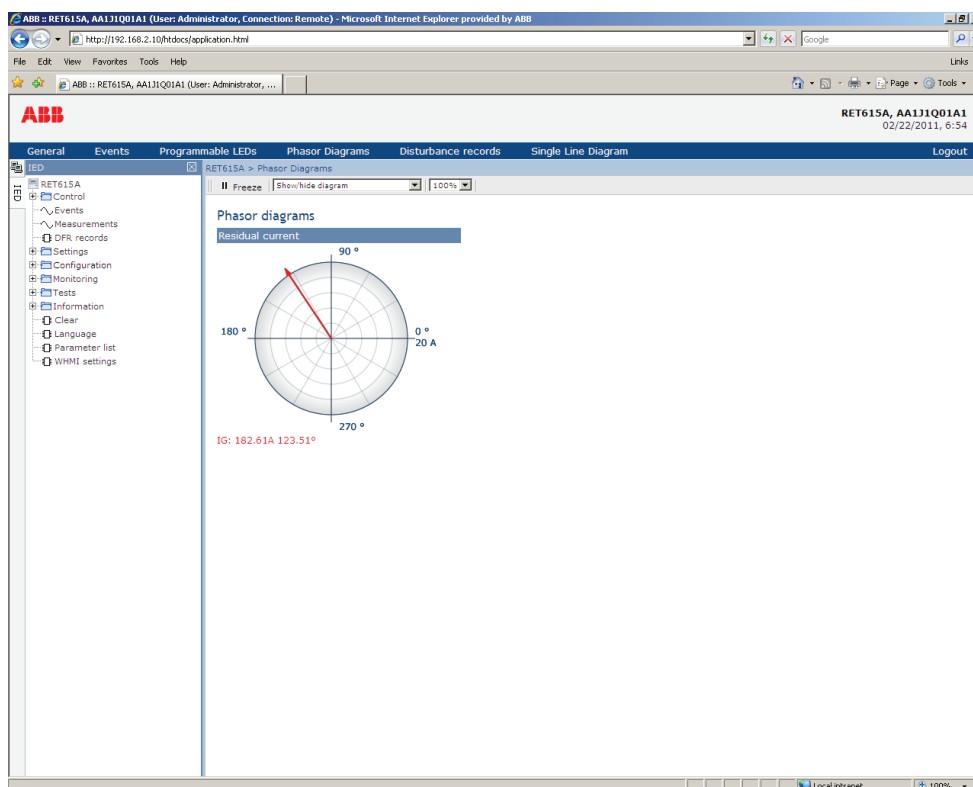 ABB :: RET615A, AA1J1Q01A1 (User: Administrator, Connection: Remote) - Microsoft Internet Explorer provided by ABB
http://192.168.2.10/htdocs/application.html
Google
File Edit View Favorites Tools Help
Links
ABB :: RET615A, AA1J1Q01A1 (User: Administrator, ...
Page
Tools
ABB
RET615A, AA1J1Q01A1
02/22/2011, 6:54
General Events Programmable LEDs Phasor Diagrams Disturbance records Single Line Diagram Logout
IED
IED
RET615A > Phasor Diagrams
Freeze
Show/hide diagram
100%
RET615A
Control
Events
Measurements
DFR records
Settings
Configuration
Monitoring
Tests
Information
Clear
Language
Parameter list
WHMI settings
Phasor diagrams
Residual current
90 °
180 °
0 °
20 A
270 °
IG: 182.61A 123.51°
Local intranet
100%